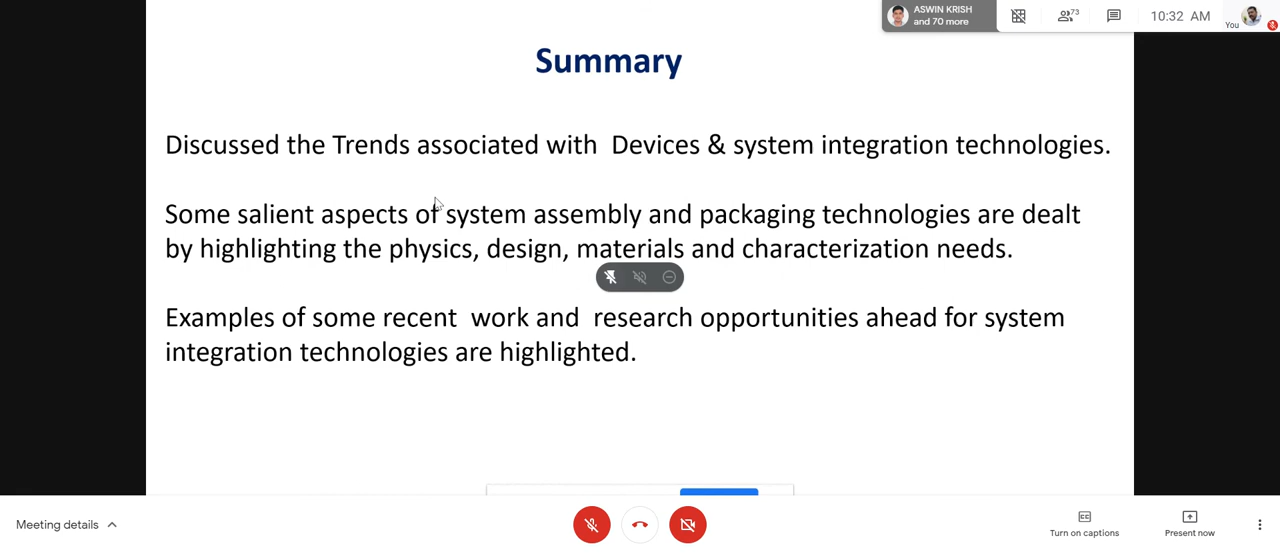 ASWIN KRISH
and 70 more
73
10:32 AM
You
Summary
Discussed the Trends associated with Devices & system integration technologies.
Some salient aspects of system assembly and packaging technologies are dealt
by highlighting the physics, design, materials and characterization needs.
Examples of some recent work and research opportunities ahead for system
integration technologies are highlighted.
Meeting details
Turn on captions
Present now